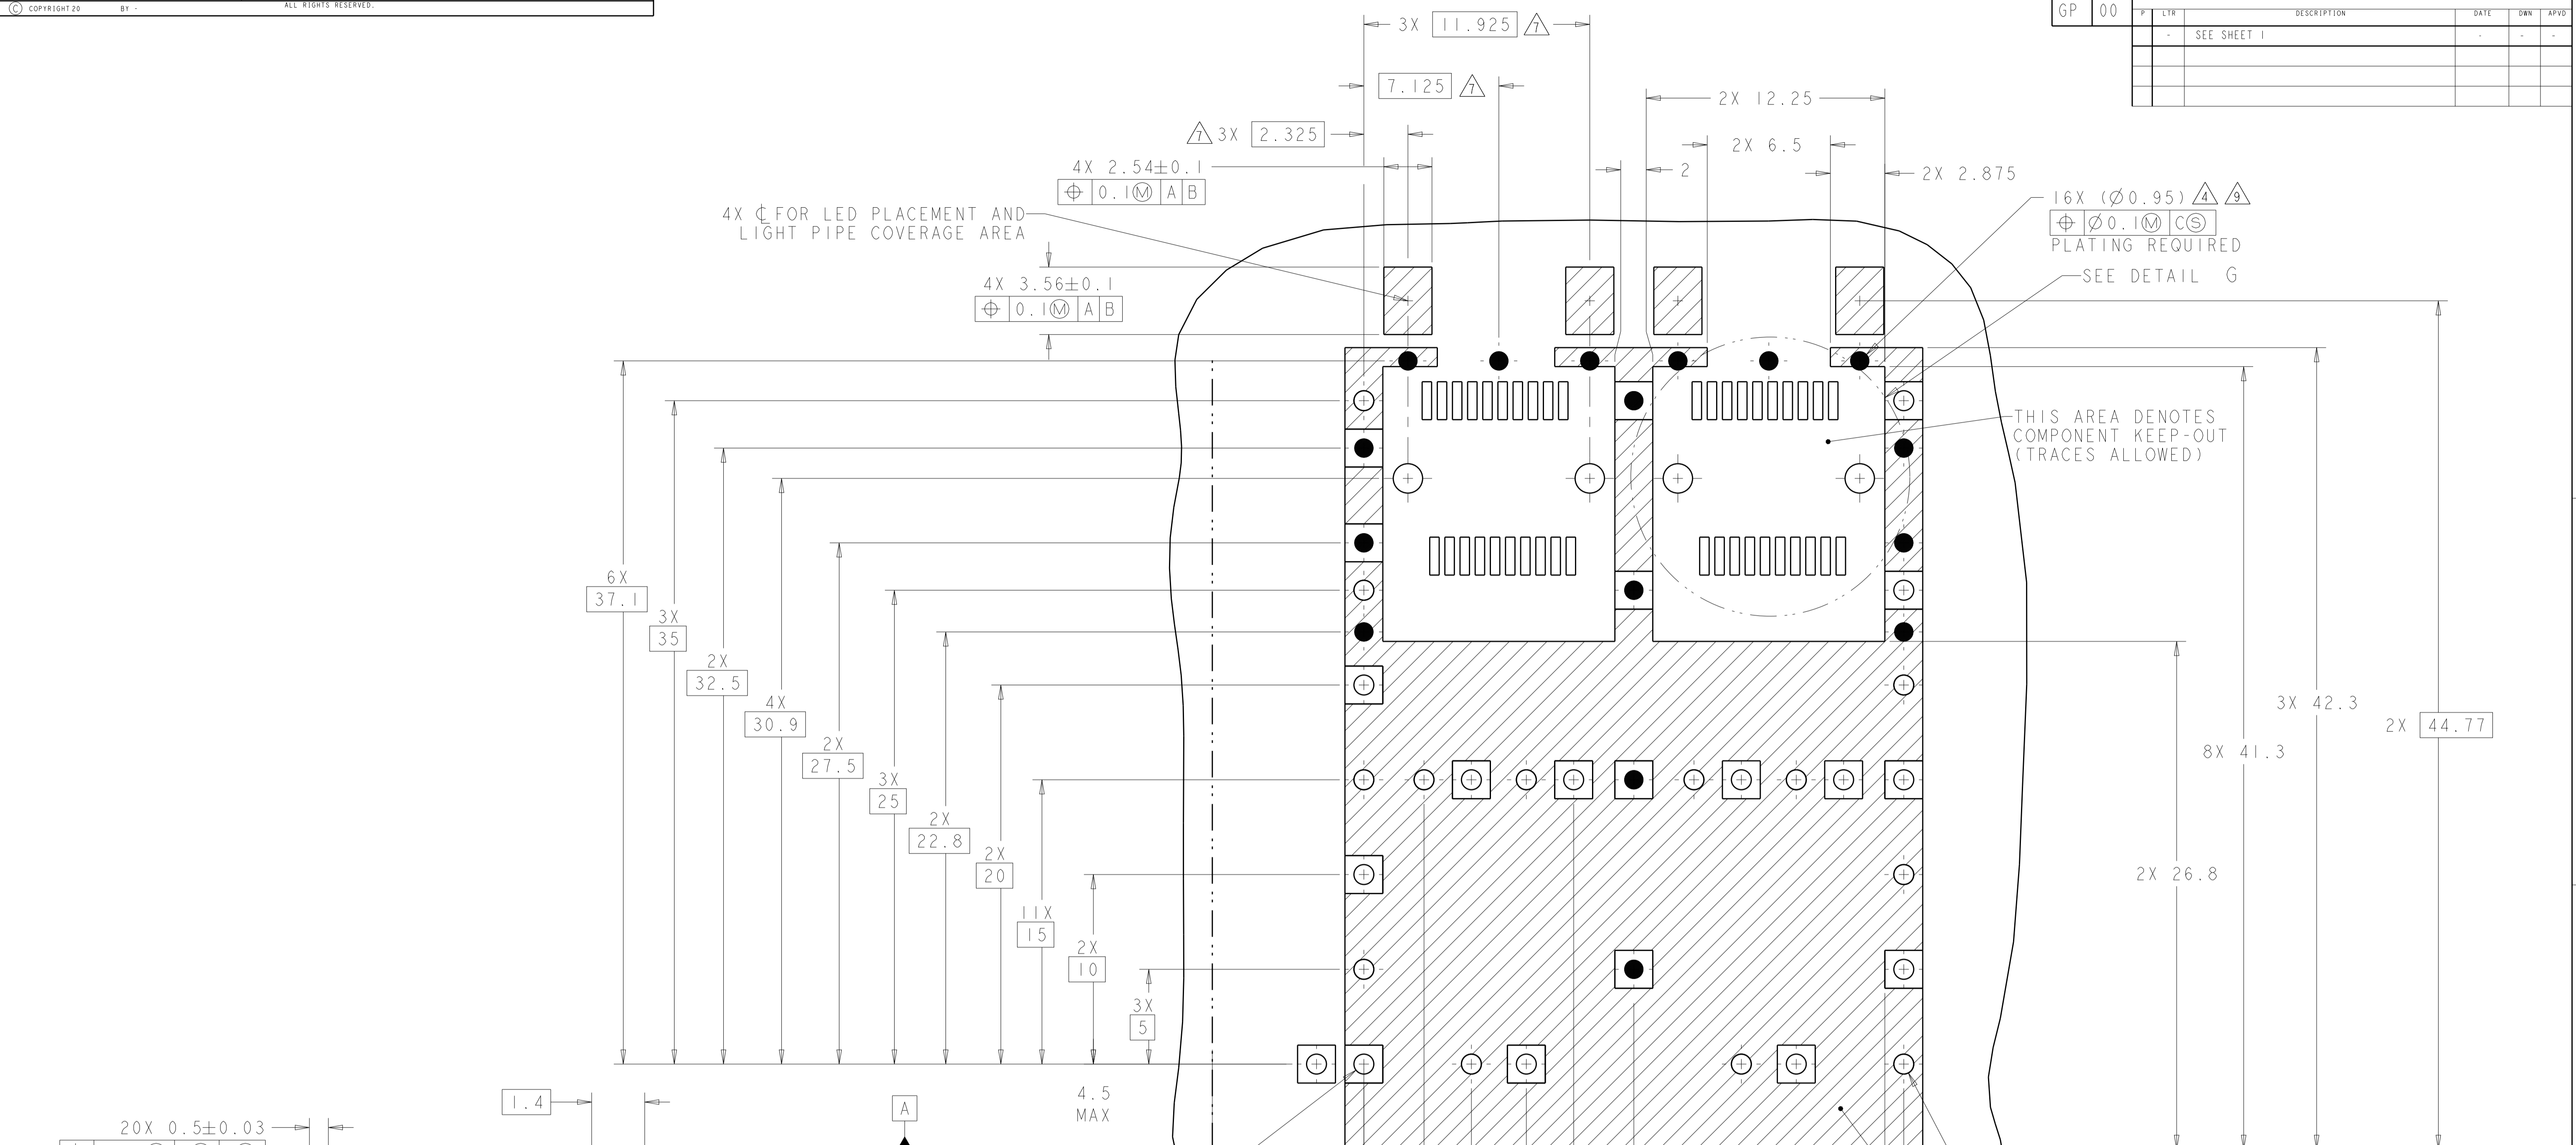 © COPYRIGHT 20 BY -
ALL RIGHTS RESERVED.
GP 00
P LTR DESCRIPTION DATE DWN APVD
- SEE SHEET 1 - - -
3X 11.925 7
7.125 7
7 3X 2.325
2X 12.25
2X 6.5
2
2X 2.875
4X 2.54±0.1
⌖ 0.1Ⓜ A B
4X ℄ FOR LED PLACEMENT AND
LIGHT PIPE COVERAGE AREA
4X 3.56±0.1
⌖ 0.1Ⓜ A B
16X (Ø0.95) 4 9
⌖ Ø0.1Ⓜ CⓈ
PLATING REQUIRED
SEE DETAIL G
THIS AREA DENOTES
COMPONENT KEEP-OUT
(TRACES ALLOWED)
6X
37.1
3X
35
2X
32.5
4X
30.9
2X
27.5
3X
25
2X
22.8
2X
20
11X
15
2X
10
3X
5
3X 42.3
2X 44.77
8X 41.3
2X 26.8
4.5
MAX
1.4
A
20X 0.5±0.03